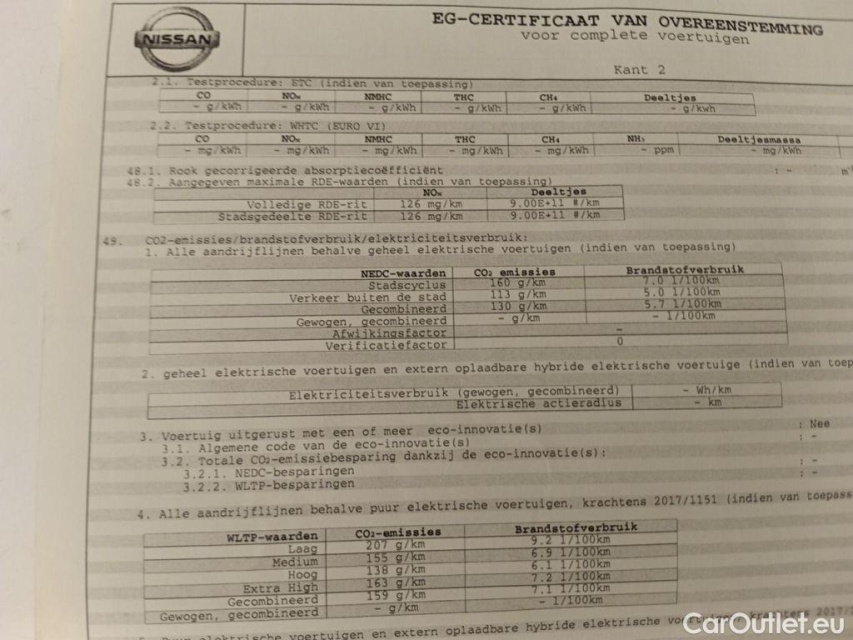 NISSAN
EG-CERTIFICAAT VAN OVEREENSTEMMING
voor complete voertuigen
Kant 2
2.1. Testprocedure: ETC (indien van toepassing)
CO NOx NMHC THC CH4 Deeltjes
- g/kWh - g/kWh - g/kWh - g/kWh - g/kWh - g/kwh
2.2. Testprocedure: WHTC (EURO VI)
CO NOx NMHC THC CH4 NH3 Deeltjesmassa
- mg/kWh - mg/kWh - mg/kWh - mg/kWh - mg/kWh - ppm - mg/kWh
48.1. Rook gecorrigeerde absorptiecoëfficient : -
48.2. Aangegeven maximale RDE-waarden (indien van toepassing)
NOx Deeltjes
Volledige RDE-rit 126 mg/km 9.00E+11 #/km
Stadsgedeelte RDE-rit 126 mg/km 9.00E+11 #/km
49. CO2-emissies/brandstofverbruik/elektriciteitsverbruik:
1. Alle aandrijflijnen behalve geheel elektrische voertuigen (indien van toepassing)
NEDC-waarden CO2 emissies Brandstofverbruik
Stadscyclus 160 g/km 7.0 l/100km
Verkeer buiten de stad 113 g/km 5.0 l/100km
Gecombineerd 130 g/km 5.7 l/100km
Gewogen, gecombineerd - g/km - l/100km
Afwijkingsfactor -
Verificatiefactor 0
2. geheel elektrische voertuigen en extern oplaadbare hybride elektrische voertuige (indien van toep
Elektriciteitsverbruik (gewogen, gecombineerd) - Wh/km
Elektrische actieradius - km
3. Voertuig uitgerust met een of meer eco-innovatie(s) : Nee
3.1. Algemene code van de eco-innovatie(s) : -
3.2. Totale CO2-emissiebesparing dankzij de eco-innovatie(s):
3.2.1. NEDC-besparingen : -
3.2.2. WLTP-besparingen : -
4. Alle aandrijflijnen behalve puur elektrische voertuigen, krachtens 2017/1151 (indien van toepass
WLTP-waarden CO2-emissies Brandstofverbruik
Laag 207 g/km 9.2 l/100km
Medium 155 g/km 6.9 l/100km
Hoog 138 g/km 6.1 l/100km
Extra High 163 g/km 7.2 l/100km
Gecombineerd 159 g/km 7.1 l/100km
Gewogen, gecombineerd - g/km - l/100km
elektrische voertuigen en extern oplaadbare hybride elektrische voertuigen, krachtens 2017/1
CarOutlet.eu